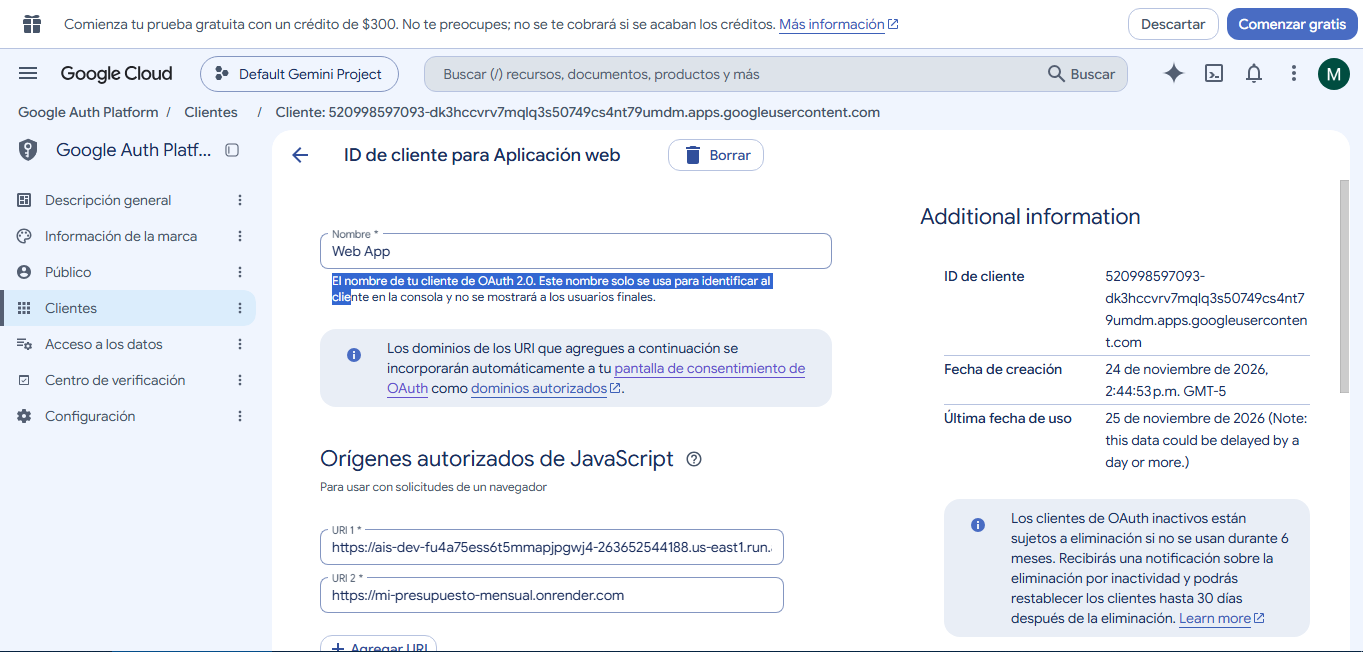 Comienza tu prueba gratuita con un crédito de $300. No te preocupes; no se te cobrará si se acaban los créditos. Más información
Descartar
Comenzar gratis
Google Cloud
Default Gemini Project
Buscar (/) recursos, documentos, productos y más
Buscar
M
Google Auth Platform / Clientes / Cliente: 520998597093-dk3hccvrv7mqlq3s50749cs4nt79umdm.apps.googleusercontent.com
Google Auth Platf...
Descripción general
Información de la marca
Público
Clientes
Acceso a los datos
Centro de verificación
Configuración
ID de cliente para Aplicación web
Borrar
Nombre *
Web App
El nombre de tu cliente de OAuth 2.0. Este nombre solo se usa para identificar al
cliente en la consola y no se mostrará a los usuarios finales.
Los dominios de los URI que agregues a continuación se
incorporarán automáticamente a tu pantalla de consentimiento de
OAuth como dominios autorizados.
Orígenes autorizados de JavaScript
Para usar con solicitudes de un navegador
URI 1 *
https://ais-dev-fu4a75ess6t5mmapjpgwj4-263652544188.us-east1.run.
URI 2 *
https://mi-presupuesto-mensual.onrender.com
Agregar URI
Additional information
ID de cliente
520998597093-
dk3hccvrv7mqlq3s50749cs4nt7
9umdm.apps.googleuserconten
t.com
Fecha de creación
24 de noviembre de 2026,
2:44:53 p.m. GMT-5
Última fecha de uso
25 de noviembre de 2026 (Note:
this data could be delayed by a
day or more.)
Los clientes de OAuth inactivos están
sujetos a eliminación si no se usan durante 6
meses. Recibirás una notificación sobre la
eliminación por inactividad y podrás
restablecer los clientes hasta 30 días
después de la eliminación. Learn more